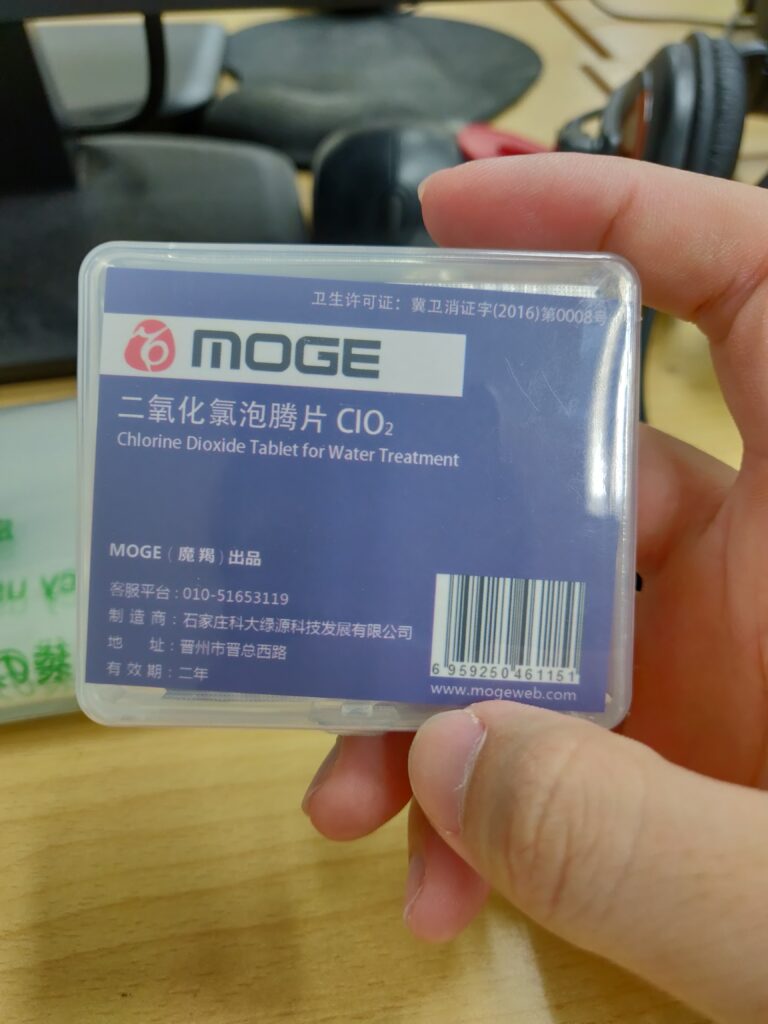 卫生许可证：冀卫消证字(2016)第0008号
MOGE
二氧化氯泡腾片 ClO₂
Chlorine Dioxide Tablet for Water Treatment
MOGE（魔羯）出品
客服平台：010-51653119
制造商：石家庄科大绿源科技发展有限公司
地 址：晋州市晋总西路
有效期：二年
6 959250 461151
www.mogeweb.com